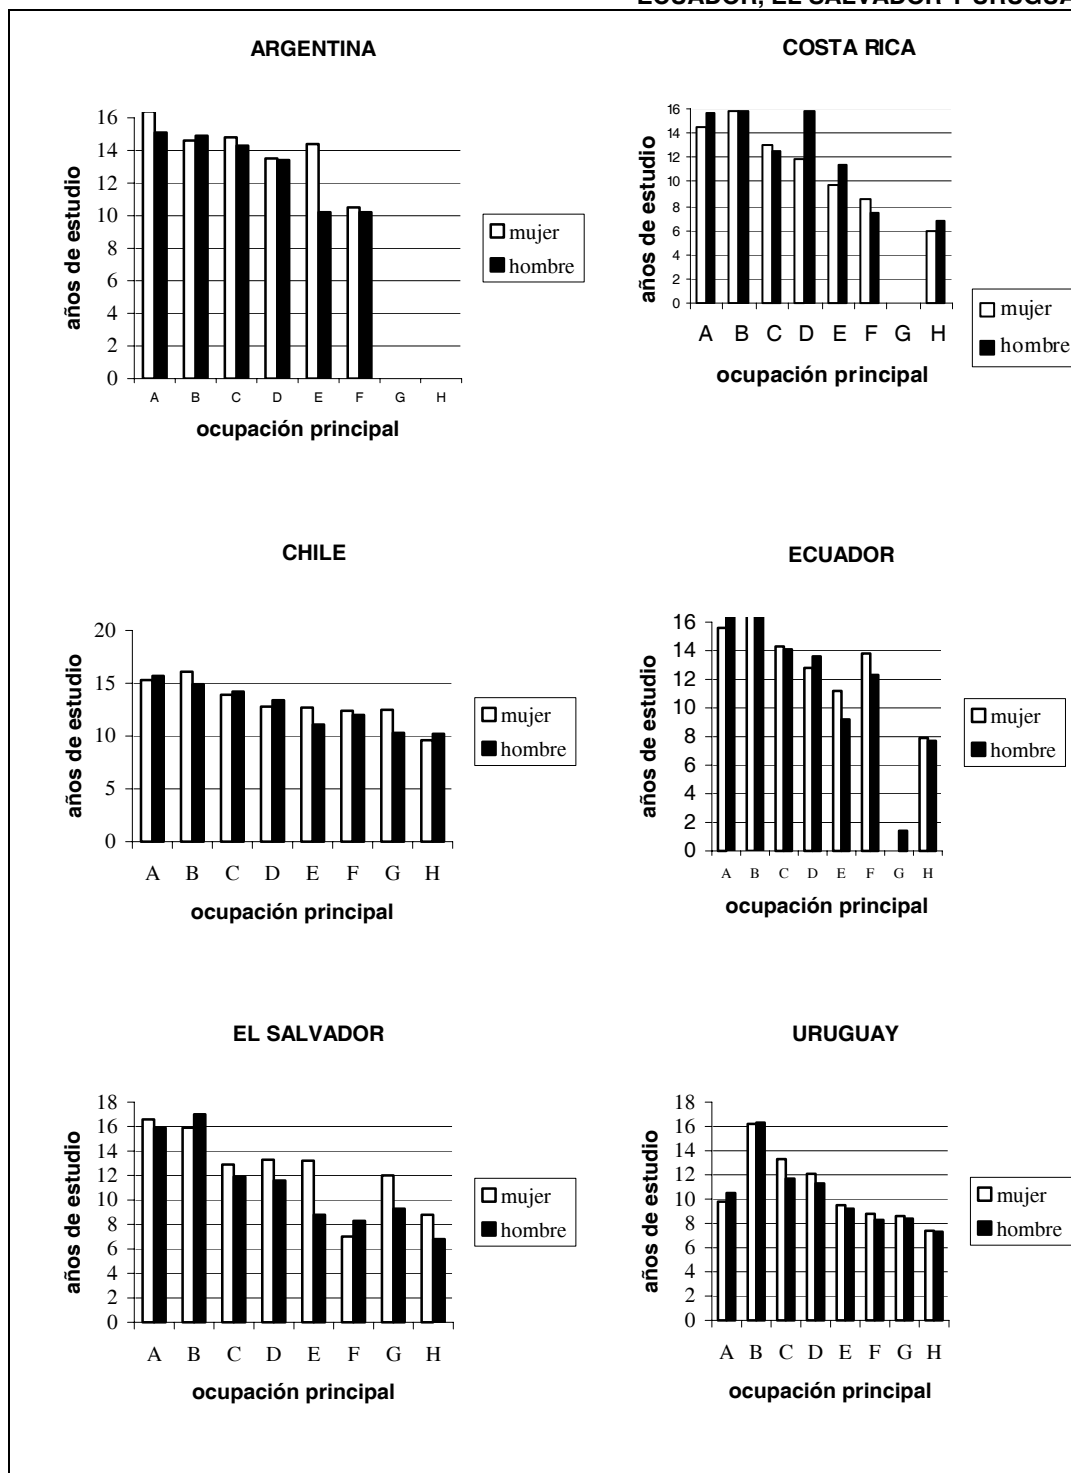 ECUADOR, EL SALVADOR Y URUGUA
ARGENTINA
años de estudio
16
14
12
10
8
6
4
2
0
A B C D E F G H
ocupación principal
mujer
hombre
COSTA RICA
años de estudio
16
14
12
10
8
6
4
2
0
A B C D E F G H
ocupación principal
mujer
hombre
CHILE
años de estudio
20
15
10
5
0
A B C D E F G H
ocupación principal
mujer
hombre
ECUADOR
años de estudio
16
14
12
10
8
6
4
2
0
A B C D E F G H
ocupación principal
mujer
hombre
EL SALVADOR
años de estudio
18
16
14
12
10
8
6
4
2
0
A B C D E F G H
ocupación principal
mujer
hombre
URUGUAY
años de estudio
18
16
14
12
10
8
6
4
2
0
A B C D E F G H
ocupación principal
mujer
hombre